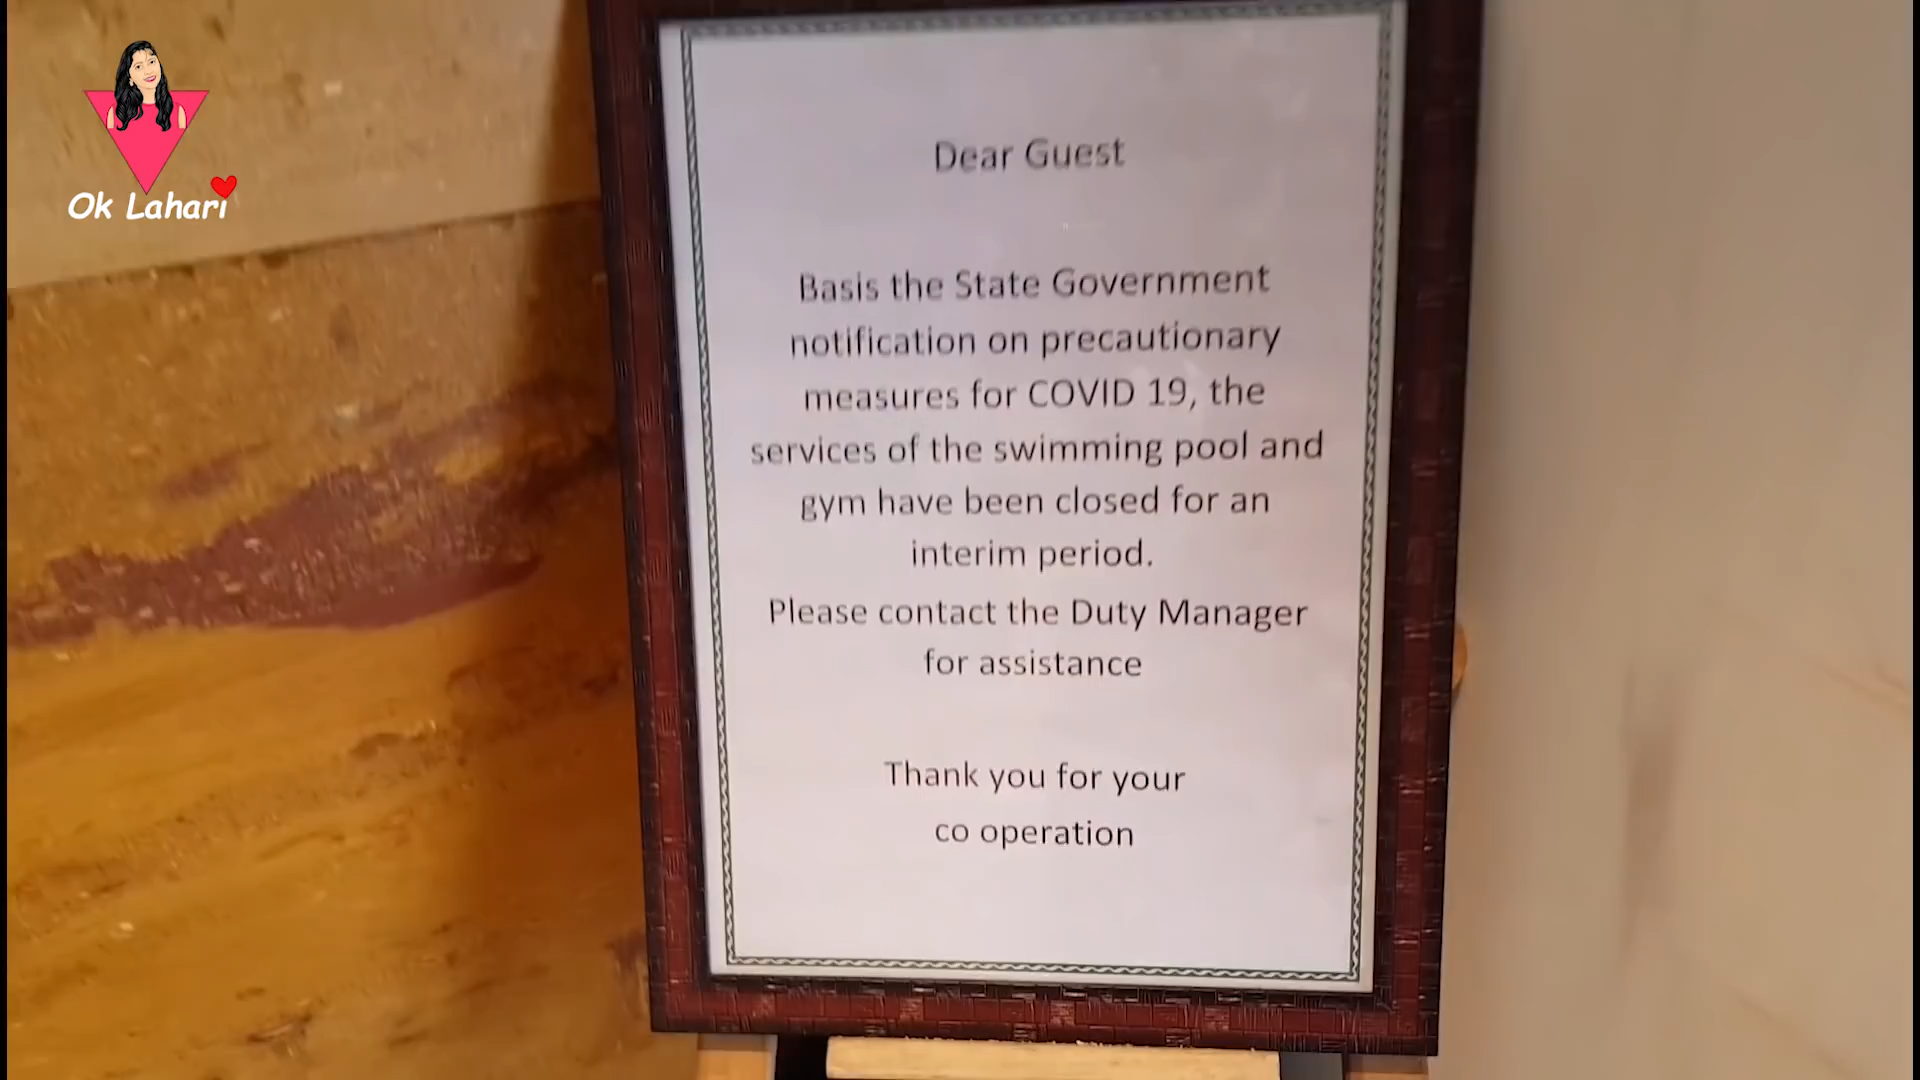 Ok Lahari
Dear Guest
Basis the State Government
notification on precautionary
measures for COVID 19, the
services of the swimming pool and
gym have been closed for an
interim period.
Please contact the Duty Manager
for assistance
Thank you for your
co operation